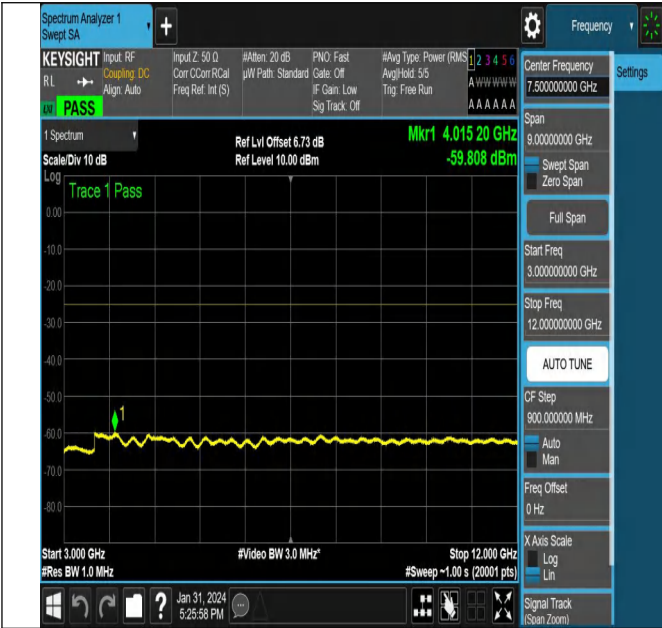 Spectrum Analyzer 1
Swept SA
Frequency
KEYSIGHT
RL
PASS
Input: RF
Coupling: DC
Align: Auto
Input Z: 50 Ω
Corr CCorr RCal
Freq Ref: Int (S)
#Atten: 20 dB
µW Path: Standard
PNO: Fast
Gate: Off
IF Gain: Low
Sig Track: Off
#Avg Type: Power (RMS
Avg|Hold: 5/5
Trig: Free Run
1 2 3 4 5 6
A W W W W W
A A A A A A
Center Frequency
7.500000000 GHz
Settings
Span
9.00000000 GHz
Swept Span
Zero Span
Full Span
Start Freq
3.000000000 GHz
Stop Freq
12.000000000 GHz
AUTO TUNE
CF Step
900.000000 MHz
Auto
Man
Freq Offset
0 Hz
X Axis Scale
Log
Lin
Signal Track
(Span Zoom)
1 Spectrum
Scale/Div 10 dB
Ref Lvl Offset 6.73 dB
Ref Level 10.00 dBm
Mkr1 4.015 20 GHz
-59.808 dBm
Log
Trace 1 Pass
0.00
-10.0
-20.0
-30.0
-40.0
-50.0
1
-60.0
-70.0
-80.0
Start 3.000 GHz
#Res BW 1.0 MHz
#Video BW 3.0 MHz*
Stop 12.000 GHz
#Sweep ~1.00 s (20001 pts)
Jan 31, 2024
5:25:58 PM